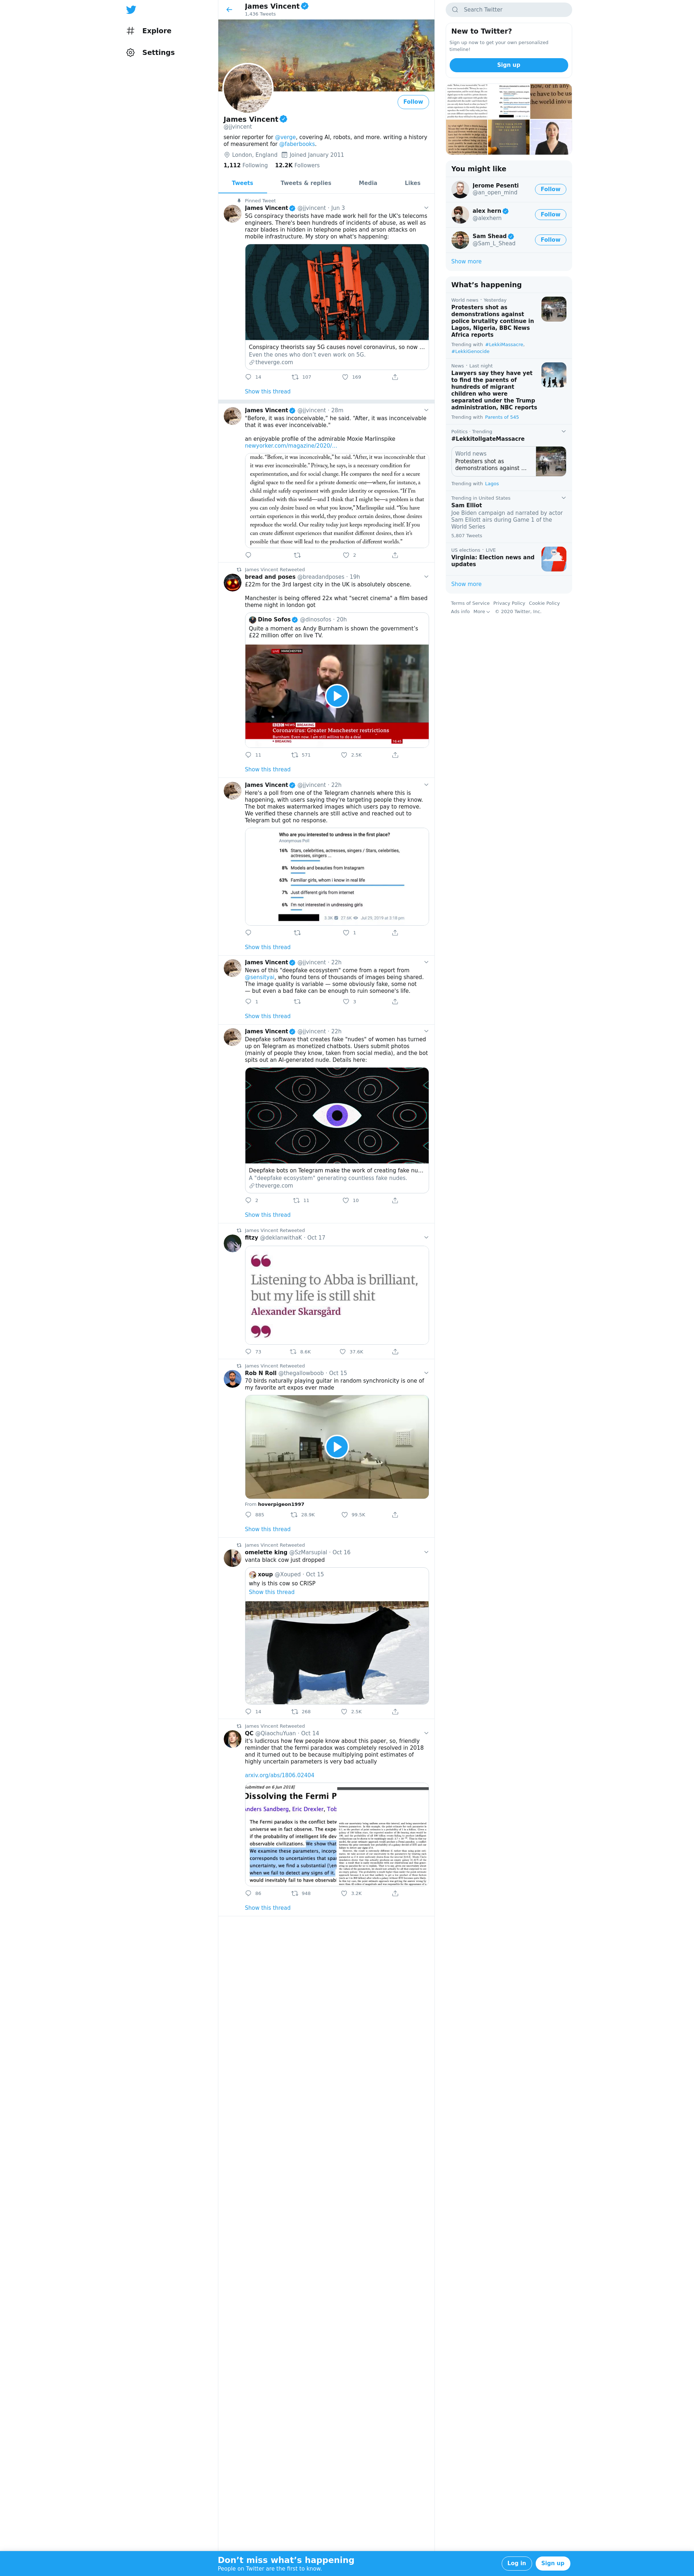 James Vincent
1,436 Tweets
Explore
Settings
Search Twitter
New to Twitter?
Sign up now to get your own personalized
timeline!
Sign up
Follow
James Vincent
@jjvincent
senior reporter for @verge, covering AI, robots, and more. writing a history
of measurement for @faberbooks.
London, England Joined January 2011
1,112 Following 12.2K Followers
Tweets Tweets & replies Media Likes
Pinned Tweet
James Vincent @jjvincent · Jun 3
5G conspiracy theorists have made work hell for the UK's telecoms
engineers. There's been hundreds of incidents of abuse, as well as
razor blades in hidden in telephone poles and arson attacks on
mobile infrastructure. My story on what's happening:
Conspiracy theorists say 5G causes novel coronavirus, so now ...
Even the ones who don't even work on 5G.
theverge.com
14 107 169
Show this thread
James Vincent @jjvincent · 28m
"Before, it was inconceivable," he said. "After, it was inconceivable
that it was ever inconceivable."
an enjoyable profile of the admirable Moxie Marlinspike
newyorker.com/magazine/2020/...
made. "Before, it was inconceivable," he said. "After, it was inconceivable that
it was ever inconceivable." Privacy, he says, is a necessary condition for
experimentation, and for social change. He compares the need for a secure
digital space to the need for a private domestic one—where, for instance, a
child might safely experiment with gender identity or expression. "If I'm
dissatisfied with this world—and I think that I might be—a problem is that
you can only desire based on what you know," Marlinspike said. "You have
certain experiences in this world, they produce certain desires, those desires
reproduce the world. Our reality today just keeps reproducing itself. If you
can create different experiences that manifest different desires, then it's
possible that those will lead to the production of different worlds."
2
James Vincent Retweeted
bread and poses @breadandposes · 19h
£22m for the 3rd largest city in the UK is absolutely obscene.
Manchester is being offered 22x what "secret cinema" a film based
theme night in london got
Dino Sofos @dinosofos · 20h
Quite a moment as Andy Burnham is shown the government's
£22 million offer on live TV.
LIVE MANCHESTER
BBC NEWS BREAKING
Coronavirus: Greater Manchester restrictions
Burnham: Even now, I am still willing to do a deal
BREAKING
11 571 2.5K
Show this thread
James Vincent @jjvincent · 22h
Here's a poll from one of the Telegram channels where this is
happening, with users saying they're targeting people they know.
The bot makes watermarked images which users pay to remove.
We verified these channels are still active and reached out to
Telegram but got no response.
Who are you interested to undress in the first place?
Anonymous Poll
16% Stars, celebrities, actresses, singers / Stars, celebrities,
actresses, singers ...
8% Models and beauties from Instagram
63% Familiar girls, whom I know in real life
7% Just different girls from internet
6% I'm not interested in undressing girls
1
Show this thread
James Vincent @jjvincent · 22h
News of this "deepfake ecosystem" come from a report from
@sensityai, who found tens of thousands of images being shared.
The image quality is variable — some obviously fake, some not
— but even a bad fake can be enough to ruin someone's life.
1 3
Show this thread
James Vincent @jjvincent · 22h
Deepfake software that creates fake "nudes" of women has turned
up on Telegram as monetized chatbots. Users submit photos
(mainly of people they know, taken from social media), and the bot
spits out an AI-generated nude. Details here:
Deepfake bots on Telegram make the work of creating fake nu...
A "deepfake ecosystem" generating countless fake nudes.
theverge.com
2 11 10
Show this thread
James Vincent Retweeted
fitzy @deklanwithaK · Oct 17
Listening to Abba is brilliant,
but my life is still shit
Alexander Skarsgård
73 8.6K 37.6K
James Vincent Retweeted
Rob N Roll @thegallowboob · Oct 15
70 birds naturally playing guitar in random synchronicity is one of
my favorite art expos ever made
From hoverpigeon1997
885 28.9K 99.5K
Show this thread
James Vincent Retweeted
omelette king @SzMarsupial · Oct 16
vanta black cow just dropped
xoup @Xouped · Oct 15
why is this cow so CRISP
Show this thread
14 268 2.5K
James Vincent Retweeted
QC @QiaochuYuan · Oct 14
it's ludicrous how few people know about this paper, so, friendly
reminder that the fermi paradox was completely resolved in 2018
and it turned out to be because multiplying point estimates of
highly uncertain parameters is very bad actually
arxiv.org/abs/1806.02404
ubmitted on 6 Jun 2018]
Dissolving the Fermi P
Anders Sandberg, Eric Drexler, Tob
The Fermi paradox is the conflict betw
universe we in fact observe. The expe
if the probability of intelligent life dev
observable civilizations. We show that
We examine these parameters, incorp
corresponds to uncertainties that spa
uncertainty, we find a substantial (\em
when we fail to detect any signs of it.
would inevitably fail to have observab
98 948 3.2K
Show this thread
You might like
Jerome Pesenti
@an_open_mind
Follow
alex hern
@alexhern
Follow
Sam Shead
@Sam_L_Shead
Follow
Show more
What's happening
World news · Yesterday
Protesters shot as
demonstrations against
police brutality continue in
Lagos, Nigeria, BBC News
Africa reports
Trending with #LekkiMassacre,
#LekkiGenocide
News · Last night
Lawyers say they have yet
to find the parents of
hundreds of migrant
children who were
separated under the Trump
administration, NBC reports
Trending with Parents of 545
Politics · Trending
#LekkitollgateMassacre
World news
Protesters shot as
demonstrations against ...
Trending with Lagos
Trending in United States
Sam Elliot
Joe Biden campaign ad narrated by actor
Sam Elliott airs during Game 1 of the
World Series
5,807 Tweets
US elections · LIVE
Virginia: Election news and
updates
Show more
Terms of Service Privacy Policy Cookie Policy
Ads info More © 2020 Twitter, Inc.
Don't miss what's happening
People on Twitter are the first to know.
Log in Sign up